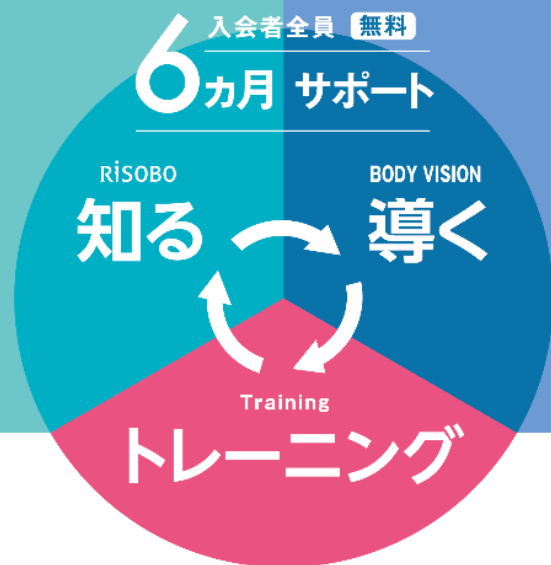 入会者全員 無料
6ヵ月 サポート
RiSOBO
知る
BODY VISION
導く
Training
トレーニング